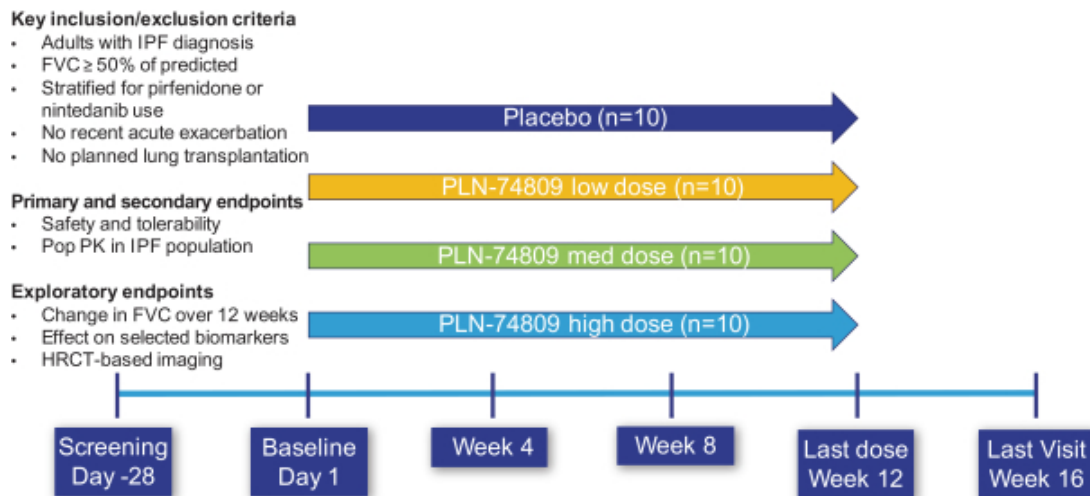 Key inclusion/exclusion criteria
• Adults with IPF diagnosis
• FVC ≥ 50% of predicted
• Stratified for pirfenidone or
nintedanib use
• No recent acute exacerbation
• No planned lung transplantation
Primary and secondary endpoints
• Safety and tolerability
• Pop PK in IPF population
Exploratory endpoints
• Change in FVC over 12 weeks
• Effect on selected biomarkers
• HRCT-based imaging
Placebo (n=10)
PLN-74809 low dose (n=10)
PLN-74809 med dose (n=10)
PLN-74809 high dose (n=10)
Screening
Day -28
Baseline
Day 1
Week 4
Week 8
Last dose
Week 12
Last Visit
Week 16